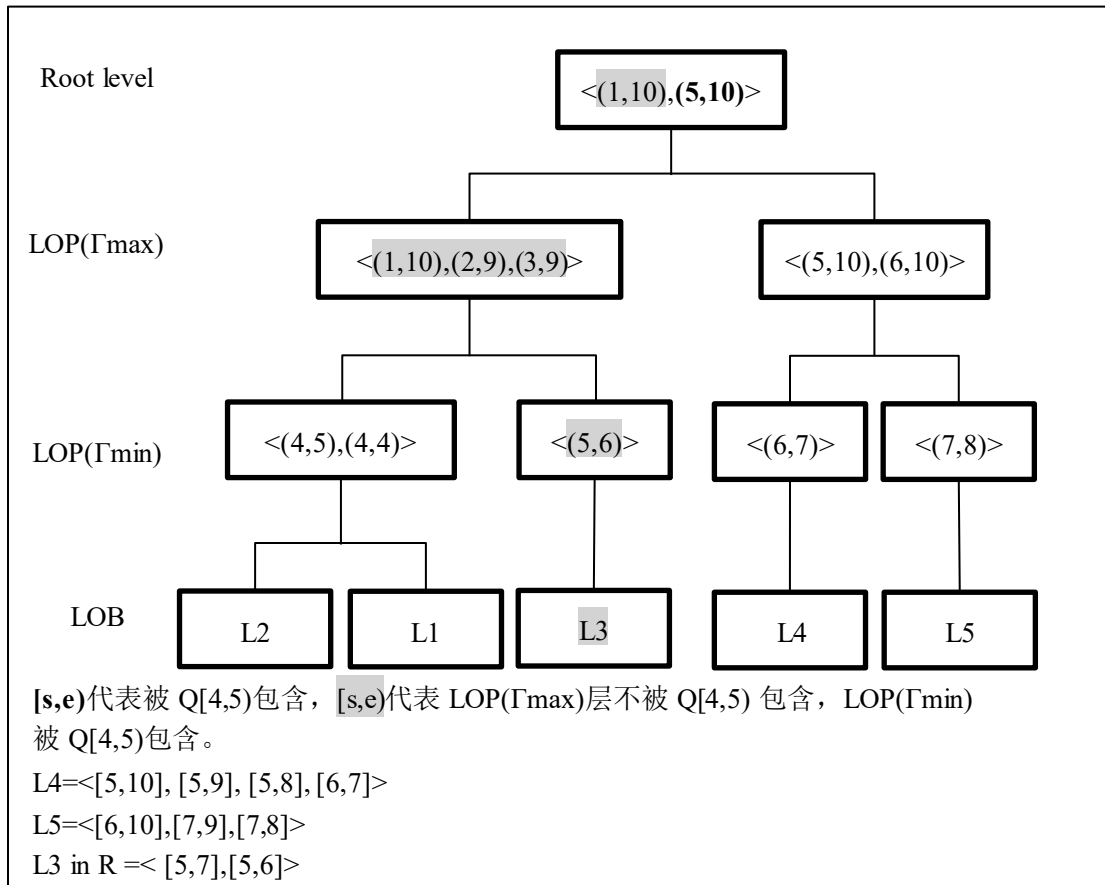 Root level
<(1,10),(5,10)>
LOP(Γmax)
<(1,10),(2,9),(3,9)>
<(5,10),(6,10)>
LOP(Γmin)
<(4,5),(4,4)>
<(5,6)>
<(6,7)>
<(7,8)>
LOB
L2
L1
L3
L4
L5
[s,e)代表被 Q[4,5)包含，[s,e)代表 LOP(Γmax)层不被 Q[4,5) 包含，LOP(Γmin)
被 Q[4,5)包含。
L4=<[5,10], [5,9], [5,8], [6,7]>
L5=<[6,10],[7,9],[7,8]>
L3 in R =< [5,7],[5,6]>